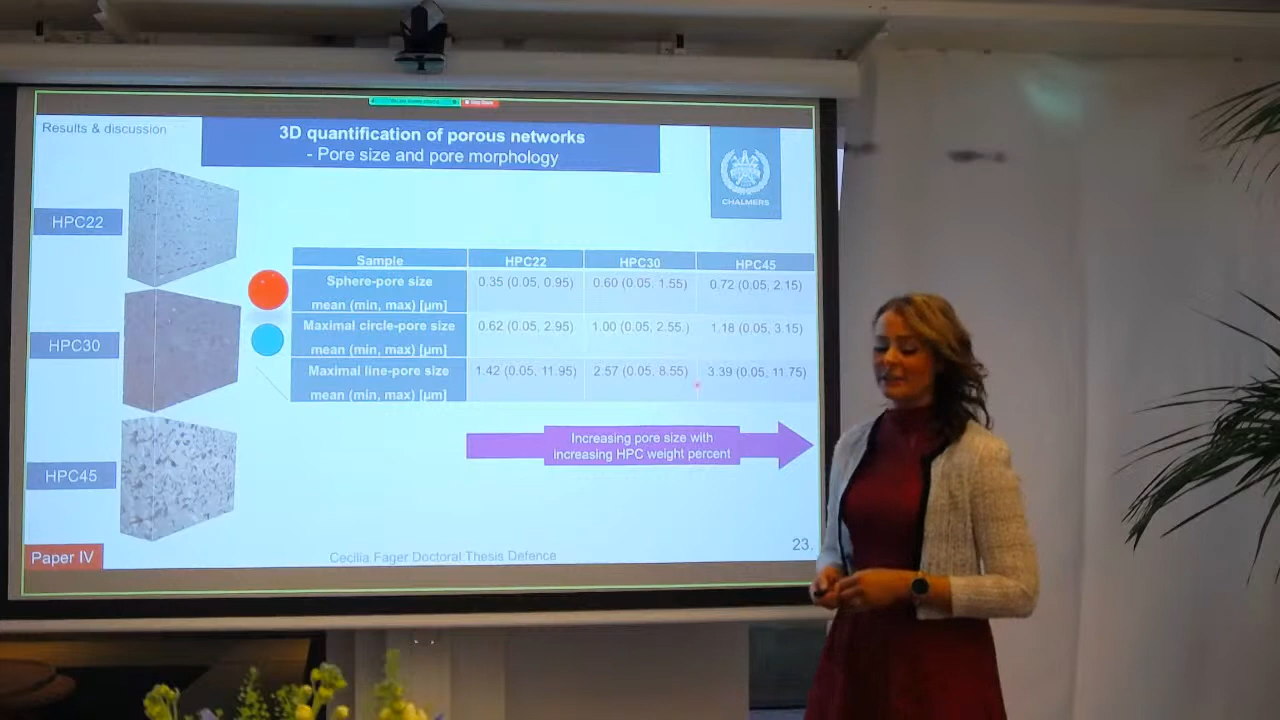 Results & discussion
3D quantification of porous networks
- Pore size and pore morphology
CHALMERS
HPC22
HPC30
HPC45
Sample HPC22 HPC30 HPC45
Sphere-pore size
mean (min, max) [µm]
0.35 (0.05, 0.95) 0.60 (0.05, 1.55) 0.72 (0.05, 2.15)
Maximal circle-pore size
mean (min, max) [µm]
0.62 (0.05, 2.95) 1.00 (0.05, 2.55.) 1.18 (0.05, 3.15)
Maximal line-pore size
mean (min, max) [µm]
1.42 (0.05, 11.95) 2.57 (0.05, 8.55) 3.39 (0.05, 11.75)
Increasing pore size with
increasing HPC weight percent
Paper IV
Cecilia Fager Doctoral Thesis Defence
23.